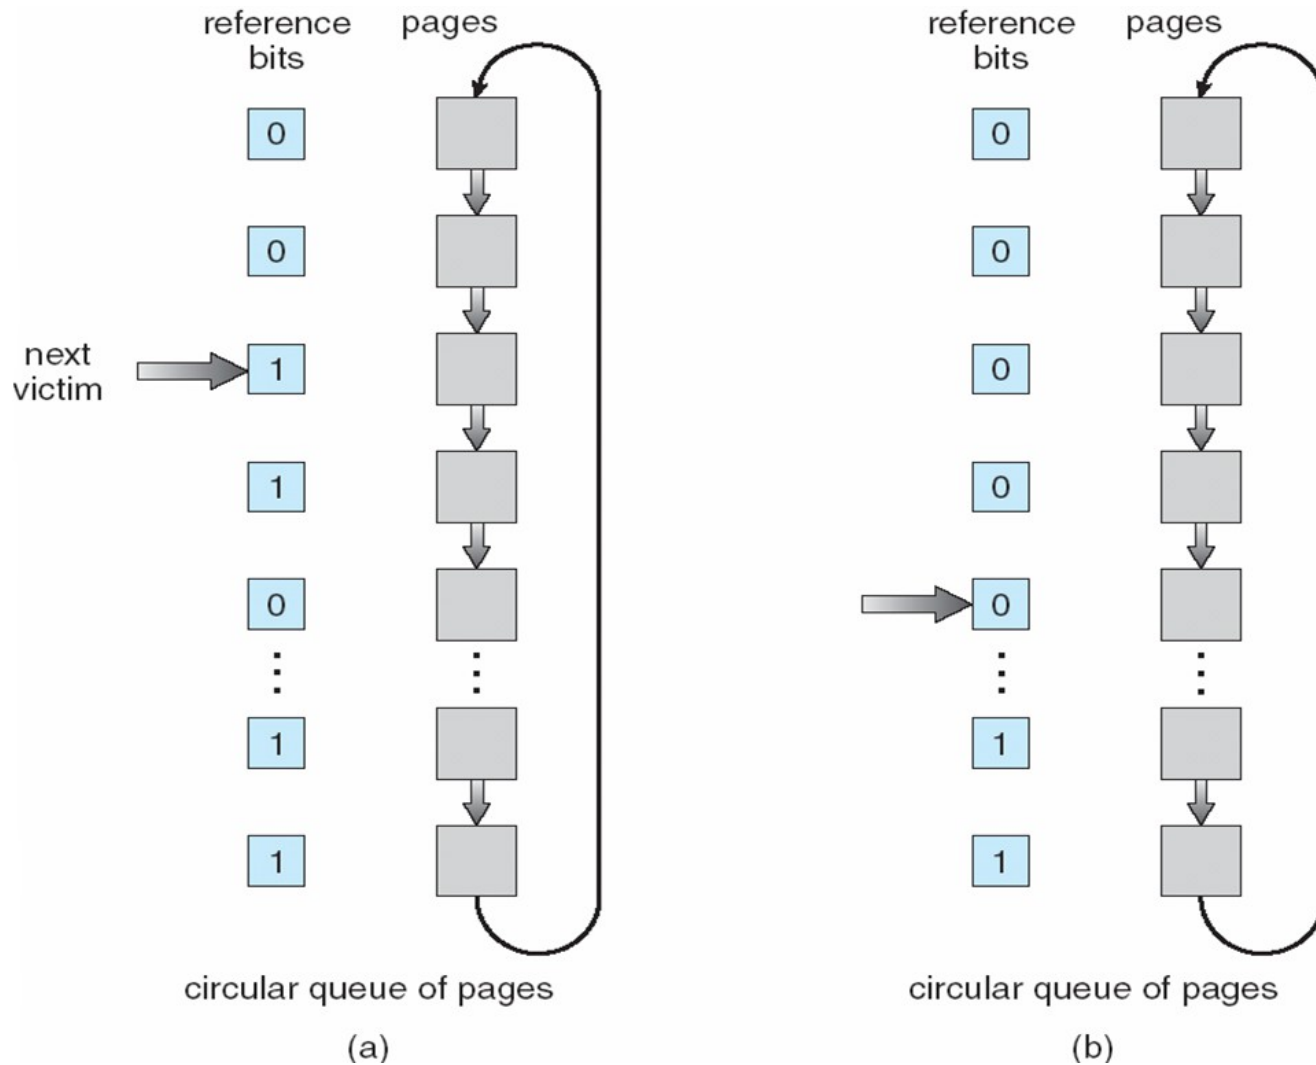 reference
bits
pages
0
0
next
victim
1
1
0
1
1
circular queue of pages
(a)
reference
bits
pages
0
0
0
0
0
1
1
circular queue of pages
(b)